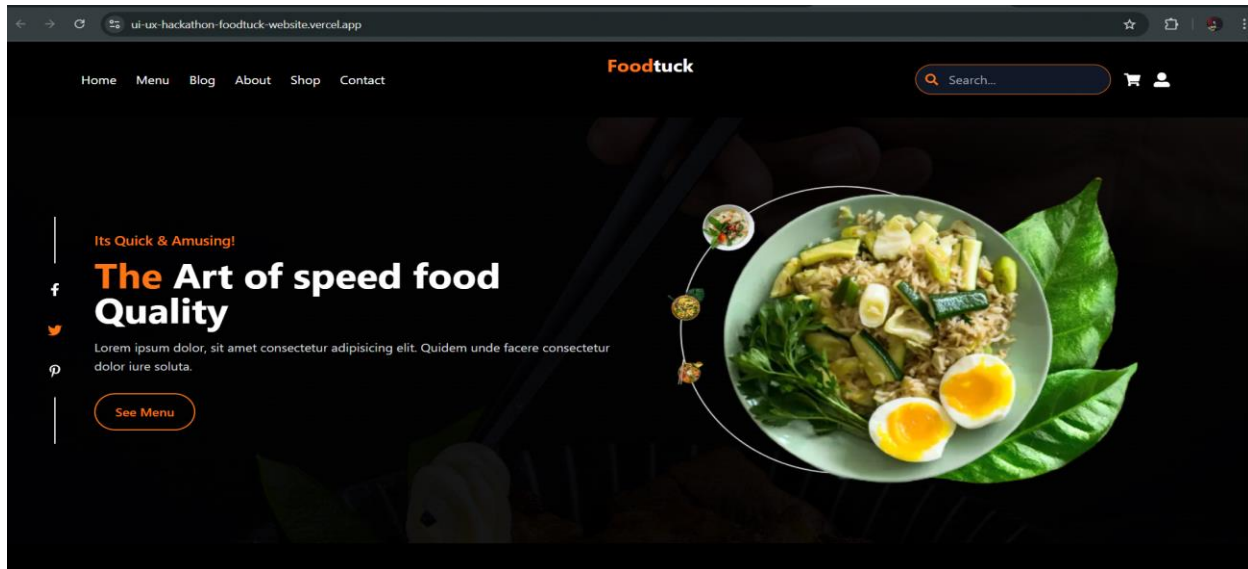 ui-ux-hackathon-foodtuck-website.vercel.app
Foodtuck
Home Menu Blog About Shop Contact
Search...
Its Quick & Amusing!
The Art of speed food
Quality
Lorem ipsum dolor, sit amet consectetur adipisicing elit. Quidem unde facere consectetur
dolor iure soluta.
See Menu